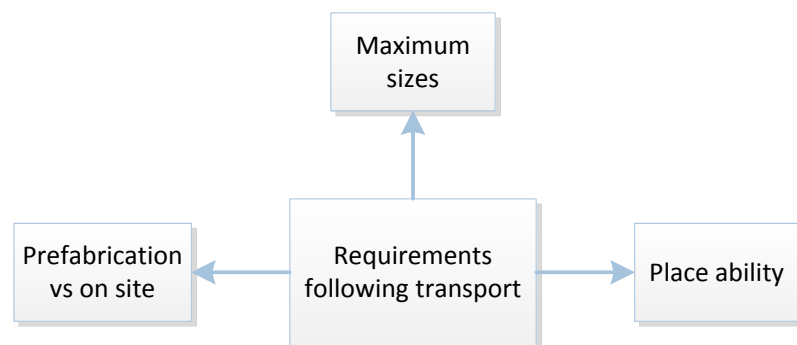 Maximum
sizes
Prefabrication
vs on site
Requirements
following transport
Place ability